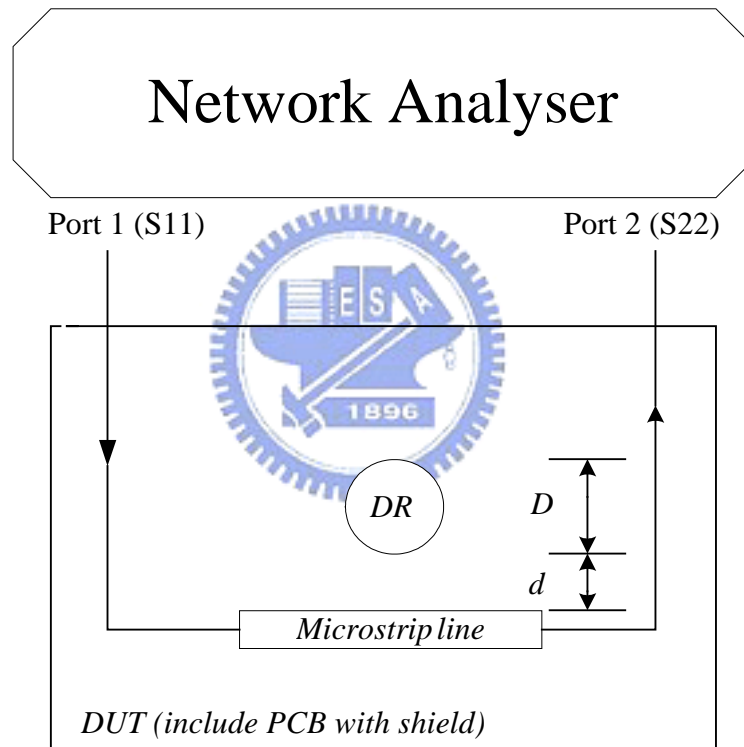 Network Analyser
Port 1 (S11)
Port 2 (S22)
E S A
1896
DR
D
d
Microstrip line
DUT (include PCB with shield)